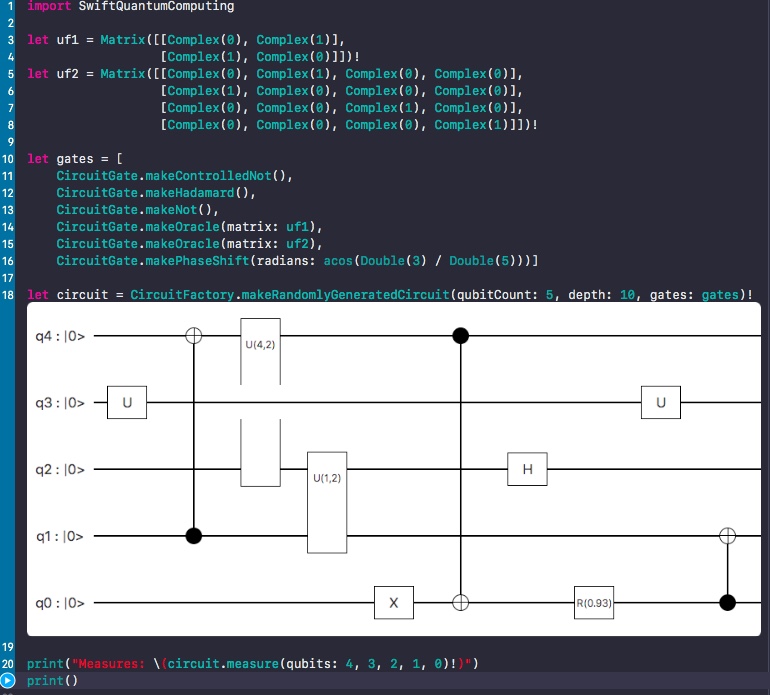 1 import SwiftQuantumComputing
2
3 let uf1 = Matrix([[Complex(0), Complex(1)],
4 [Complex(1), Complex(0)]])!
5 let uf2 = Matrix([[Complex(0), Complex(1), Complex(0), Complex(0)],
6 [Complex(1), Complex(0), Complex(0), Complex(0)],
7 [Complex(0), Complex(0), Complex(1), Complex(0)],
8 [Complex(0), Complex(0), Complex(0), Complex(1)]])!
9
10 let gates = [
11 CircuitGate.makeControlledNot(),
12 CircuitGate.makeHadamard(),
13 CircuitGate.makeNot(),
14 CircuitGate.makeOracle(matrix: uf1),
15 CircuitGate.makeOracle(matrix: uf2),
16 CircuitGate.makePhaseShift(radians: acos(Double(3) / Double(5)))]
17
18 let circuit = CircuitFactory.makeRandomlyGeneratedCircuit(qubitCount: 5, depth: 10, gates: gates)!
q4 : |0>
U(4,2)
q3 : |0> U U
q2 : |0> H
U(1,2)
q1 : |0>
q0 : |0> X R(0.93)
19
20 print("Measures: \(circuit.measure(qubits: 4, 3, 2, 1, 0)!)")
print()